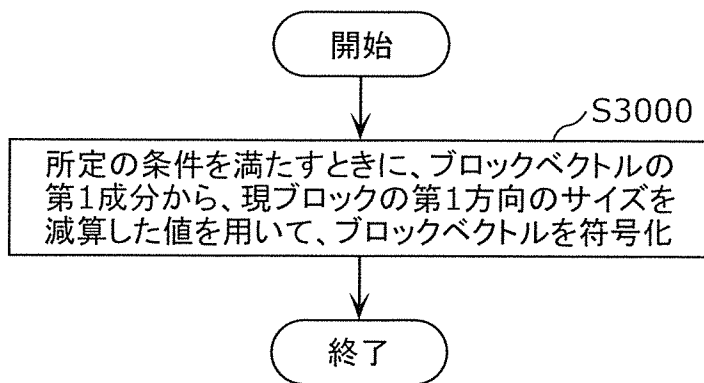 開始
S3000
所定の条件を満たすときに、ブロックベクトルの
第1成分から、現ブロックの第1方向のサイズを
減算した値を用いて、ブロックベクトルを符号化
終了